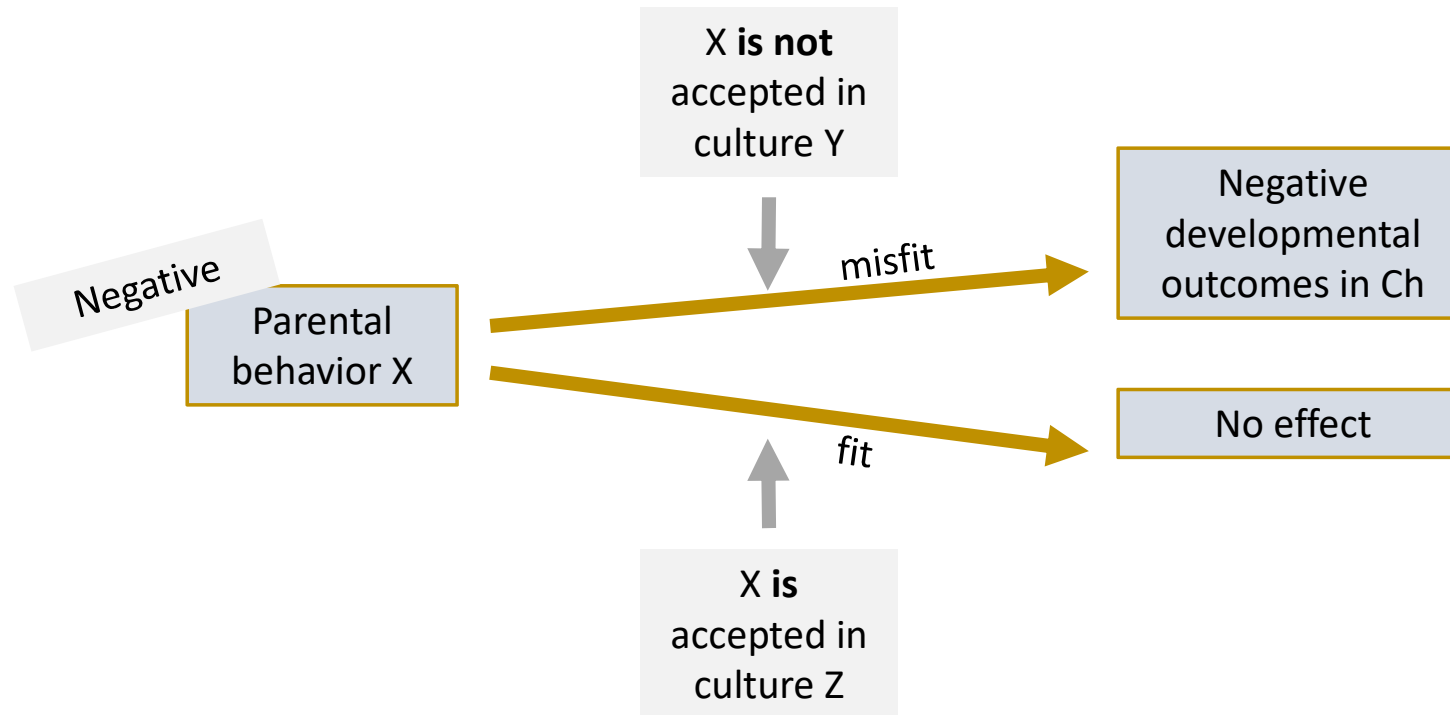 X is not
accepted in
culture Y
Negative
developmental
outcomes in Ch
misfit
Negative
Parental
behavior X
No effect
fit
X is
accepted in
culture Z